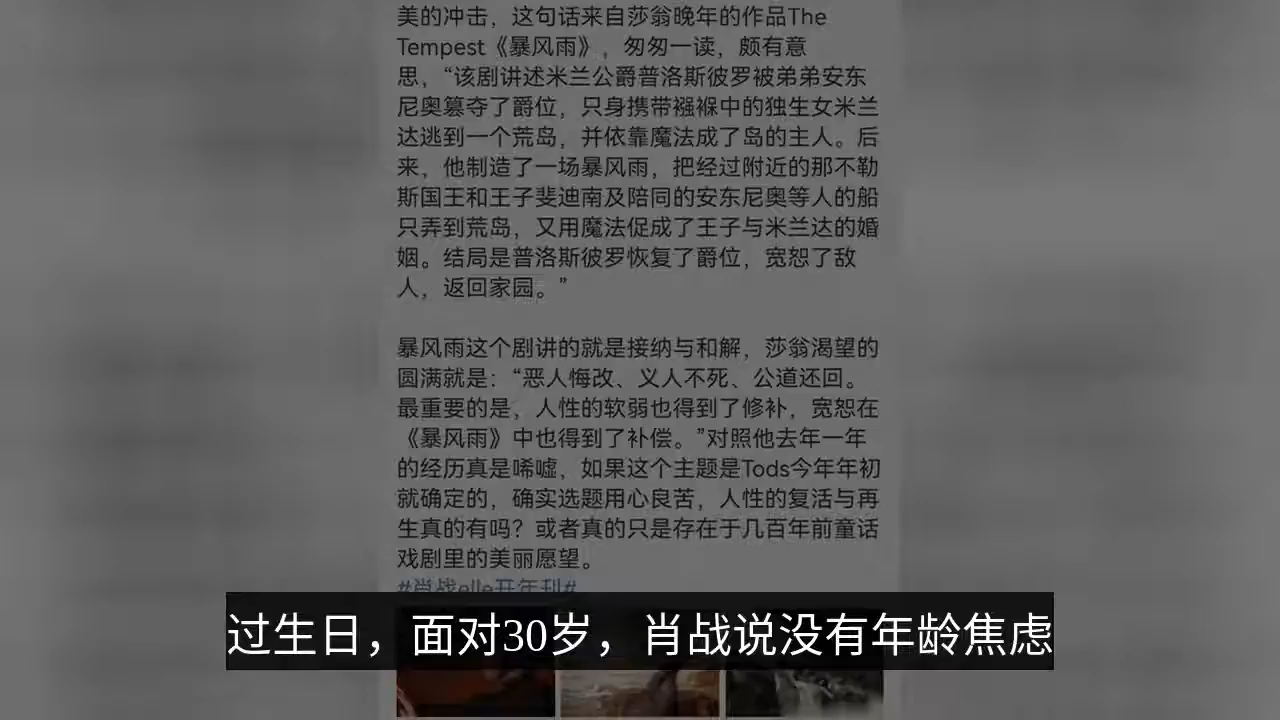 美的冲击，这句话来自莎翁晚年的作品The
Tempest《暴风雨》，匆匆一读，颇有意
思，“该剧讲述米兰公爵普洛斯彼罗被弟弟安东
尼奥篡夺了爵位，只身携带襁褓中的独生女米兰
达逃到一个荒岛，并依靠魔法成了岛的主人。后
来，他制造了一场暴风雨，把经过附近的那不勒
斯国王和王子斐迪南及陪同的安东尼奥等人的船
只弄到荒岛，又用魔法促成了王子与米兰达的婚
姻。结局是普洛斯彼罗恢复了爵位，宽恕了敌
人，返回家园。”
暴风雨这个剧讲的就是接纳与和解，莎翁渴望的
圆满就是：“恶人悔改、义人不死、公道还回。
最重要的是，人性的软弱也得到了修补，宽恕在
《暴风雨》中也得到了补偿。”对照他去年一年
的经历真是唏嘘，如果这个主题是Tods今年年初
就确定的，确实选题用心良苦，人性的复活与再
生真的有吗？或者真的只是存在于几百年前童话
戏剧里的美丽愿望。
#肖战elle开年刊#
过生日，面对30岁，肖战说没有年龄焦虑